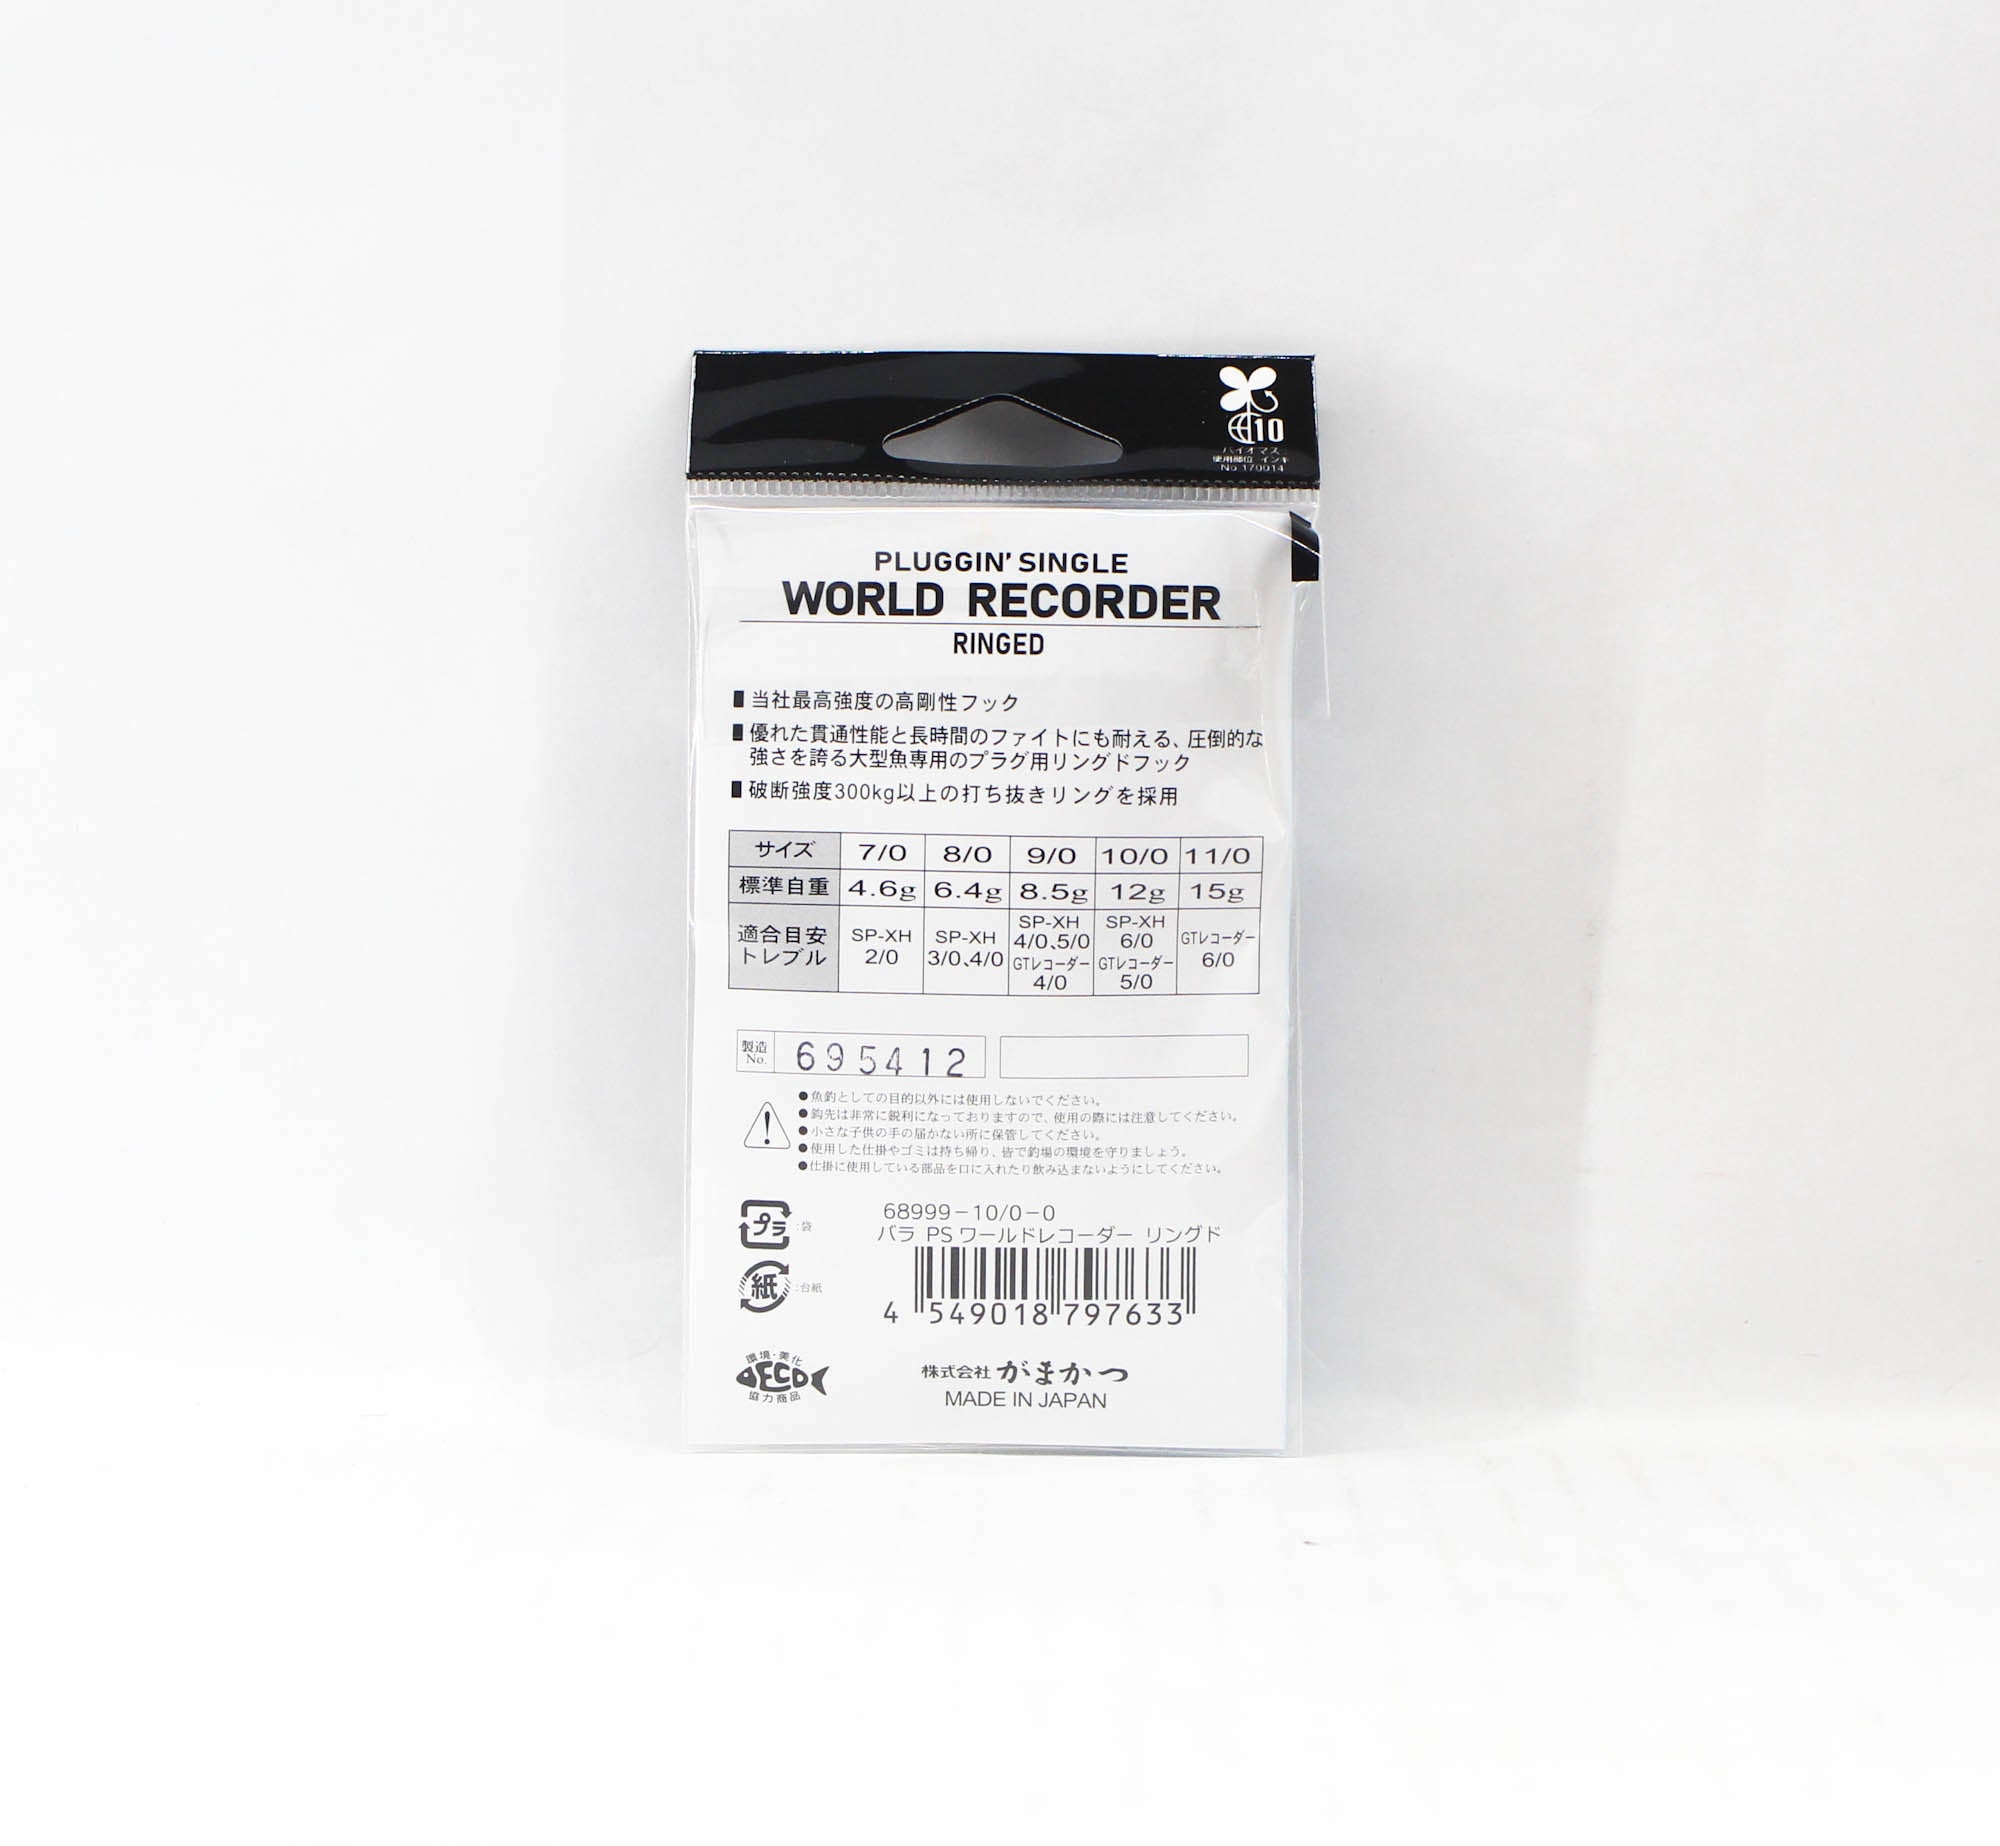 10
バイオマス
使用部位 インキ
No.170014
PLUGGIN' SINGLE
WORLD RECORDER
RINGED
■ 当社最高強度の高剛性フック
■ 優れた貫通性能と長時間のファイトにも耐える、圧倒的な
強さを誇る大型魚専用のプラグ用リングドフック
■ 破断強度300kg以上の打ち抜きリングを採用
サイズ 7/0 8/0 9/0 10/0 11/0
標準自重 4.6g 6.4g 8.5g 12g 15g
適合目安トレブル SP-XH 2/0 SP-XH 3/0、4/0 SP-XH 4/0、5/0 GTレコーダー 4/0 SP-XH 6/0 GTレコーダー 5/0 GTレコーダー 6/0
製造No. 695412
●魚釣としての目的以外には使用しないでください。
●鈎先は非常に鋭利になっておりますので、使用の際には注意してください。
●小さな子供の手の届かない所に保管してください。
●使用した仕掛やゴミは持ち帰り、皆で釣場の環境を守りましょう。
●仕掛に使用している部品を口に入れたり飲み込まないようにしてください。
プラ :袋
紙 :台紙
68999-10/0-0
バラ PSワールドレコーダー リングド
4 549018 797633
環境・美化
ECO
協力商品
株式会社 がまかつ
MADE IN JAPAN